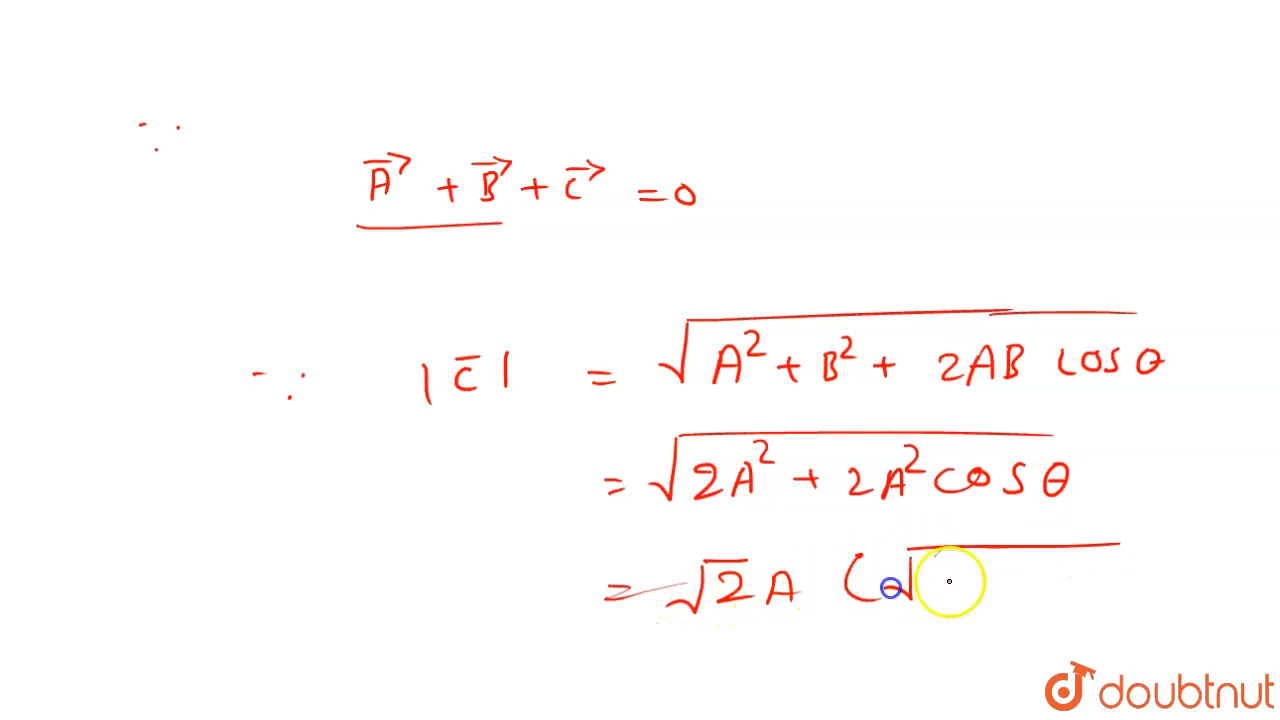 ∵
A⃗ + B⃗ + C⃗ = 0
∵ |C̄| = √(A² + B² + 2AB cos θ)
= √(2A² + 2A² cos θ)
= √2 A (√
doubtnut